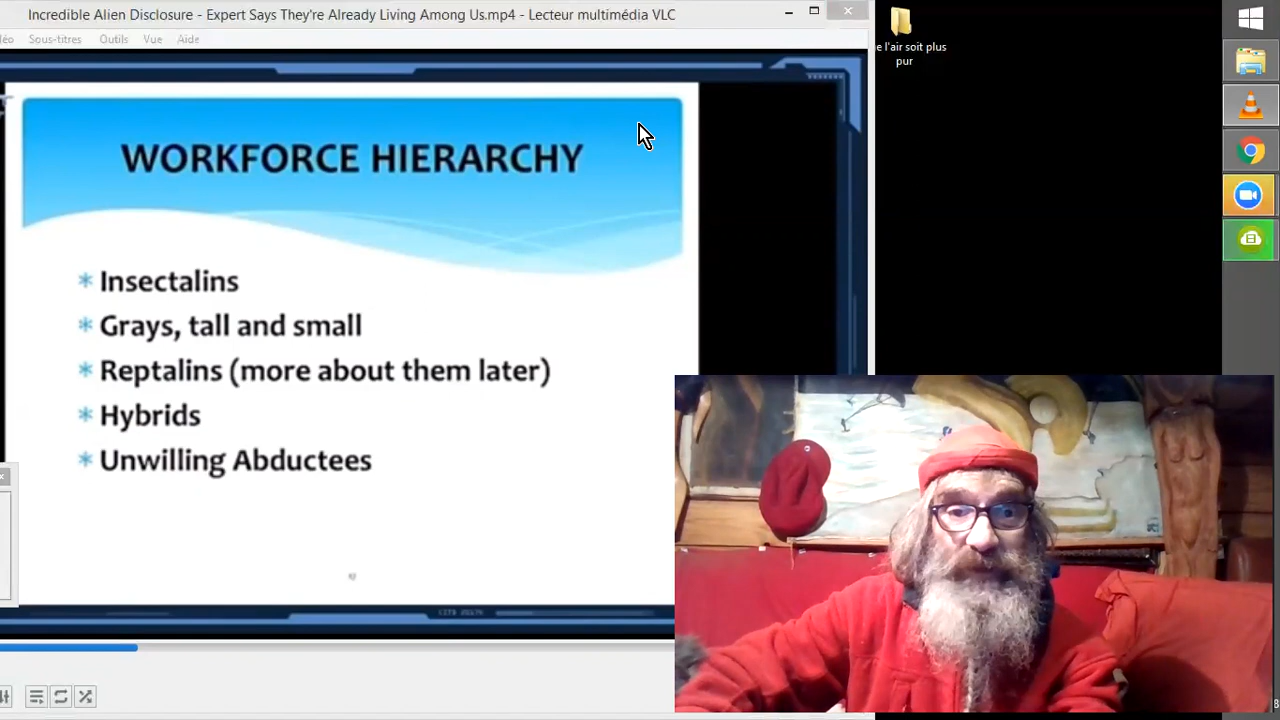 Incredible Alien Disclosure - Expert Says They're Already Living Among Us.mp4 - Lecteur multimédia VLC
éo Sous-titres Outils Vue Aide
e l'air soit plus
pur
WORKFORCE HIERARCHY
* Insectalins
* Grays, tall and small
* Reptalins (more about them later)
* Hybrids
* Unwilling Abductees